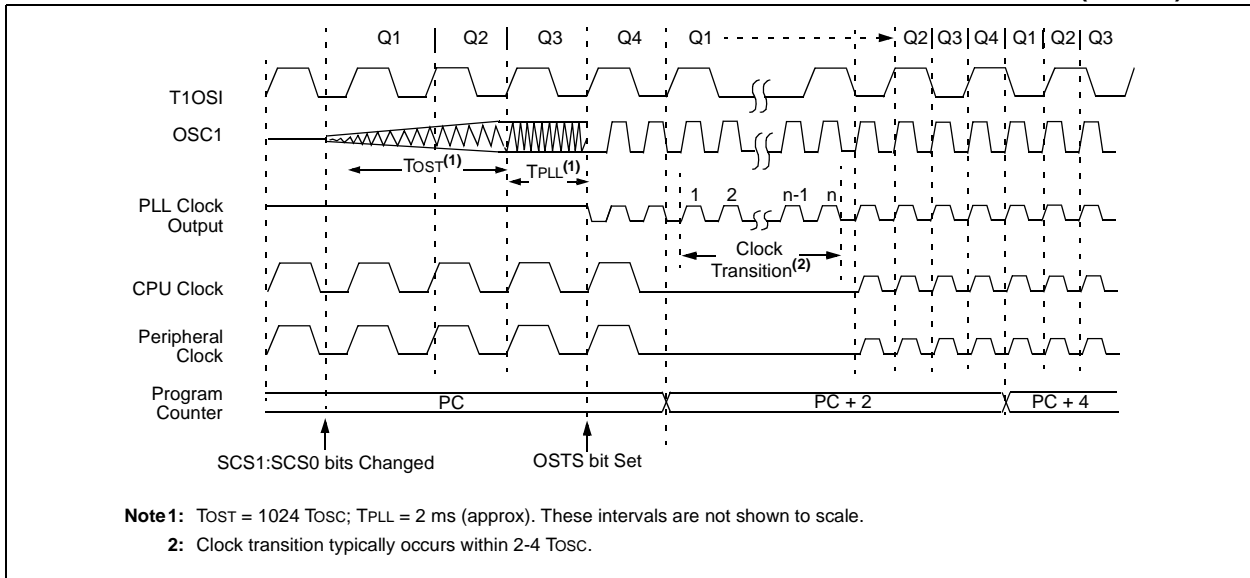 Q1 Q2 Q3 Q4 Q1 Q2 Q3 Q4 Q1 Q2 Q3
T1OSI
OSC1
TOST(1)
TPLL(1)
1 2 n-1 n
PLL Clock
Output
Clock
Transition(2)
CPU Clock
Peripheral
Clock
Program
Counter
PC PC + 2 PC + 4
SCS1:SCS0 bits Changed
OSTS bit Set
Note1: TOST = 1024 TOSC; TPLL = 2 ms (approx). These intervals are not shown to scale.
2: Clock transition typically occurs within 2-4 TOSC.